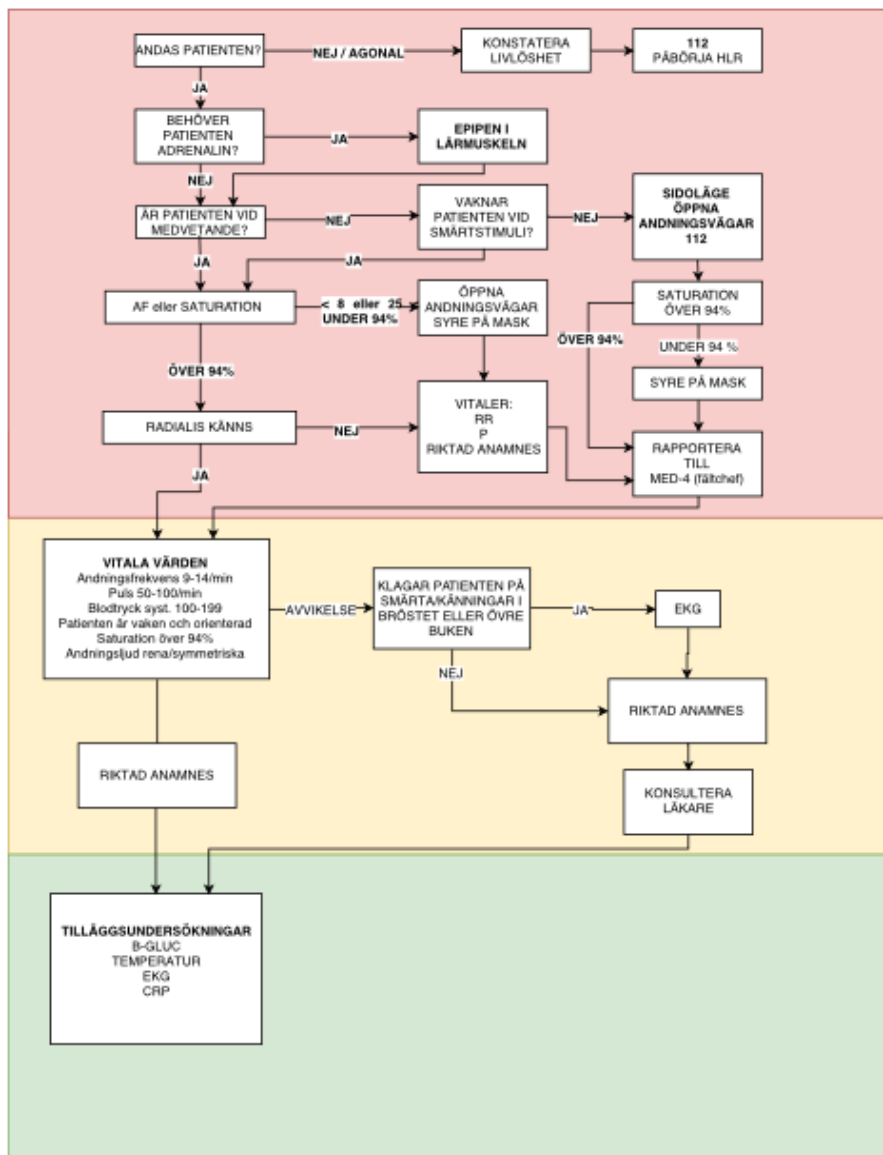 ANDAS PATIENTEN?
NEJ / AGONAL
KONSTATERA
LIVLÖSHET
112
PÅBÖRJA HLR
JA
BEHÖVER
PATIENTEN
ADRENALIN?
JA
EPIPEN I
LÄRMUSKELN
NEJ
ÄR PATIENTEN VID
MEDVETANDE?
NEJ
VAKNAR
PATIENTEN VID
SMÄRTSTIMULI?
NEJ
SIDOLÄGE
ÖPPNA
ANDNINGSVÄGAR
112
JA
JA
AF eller SATURATION
< 8 eller 25
UNDER 94%
ÖPPNA
ANDNINGSVÄGAR
SYRE PÅ MASK
SATURATION
ÖVER 94%
ÖVER 94%
UNDER 94 %
SYRE PÅ MASK
ÖVER 94%
RADIALIS KÄNNS
NEJ
VITALER:
RR
P
RIKTAD ANAMNES
RAPPORTERA
TILL
MED-4 (fältchef)
JA
VITALA VÄRDEN
Andningsfrekvens 9-14/min
Puls 50-100/min
Blodtryck syst. 100-199
Patienten är vaken och orienterad
Saturation över 94%
Andningsljud rena/symmetriska
AVVIKELSE
KLAGAR PATIENTEN PÅ
SMÄRTA/KÄNNINGAR I
BRÖSTET ELLER ÖVRE
BUKEN
JA
EKG
NEJ
RIKTAD ANAMNES
RIKTAD ANAMNES
KONSULTERA
LÄKARE
TILLÄGGSUNDERSÖKNINGAR
B-GLUC
TEMPERATUR
EKG
CRP